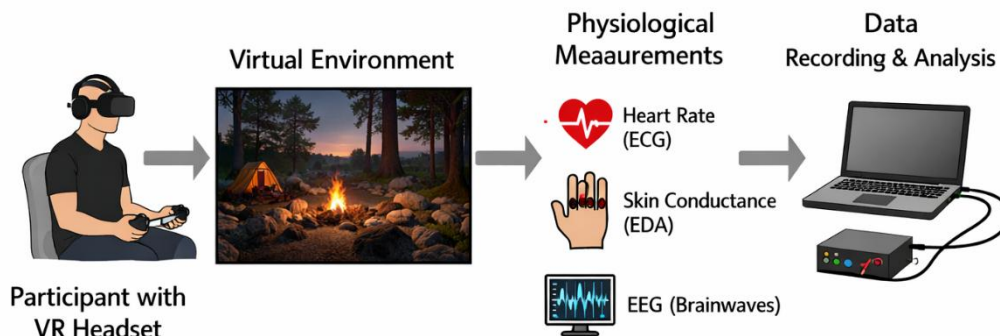 Participant with
VR Headset
Virtual Environment
Physiological
Meaaurements
Heart Rate
(ECG)
Skin Conductance
(EDA)
EEG (Brainwaves)
Data
Recording & Analysis